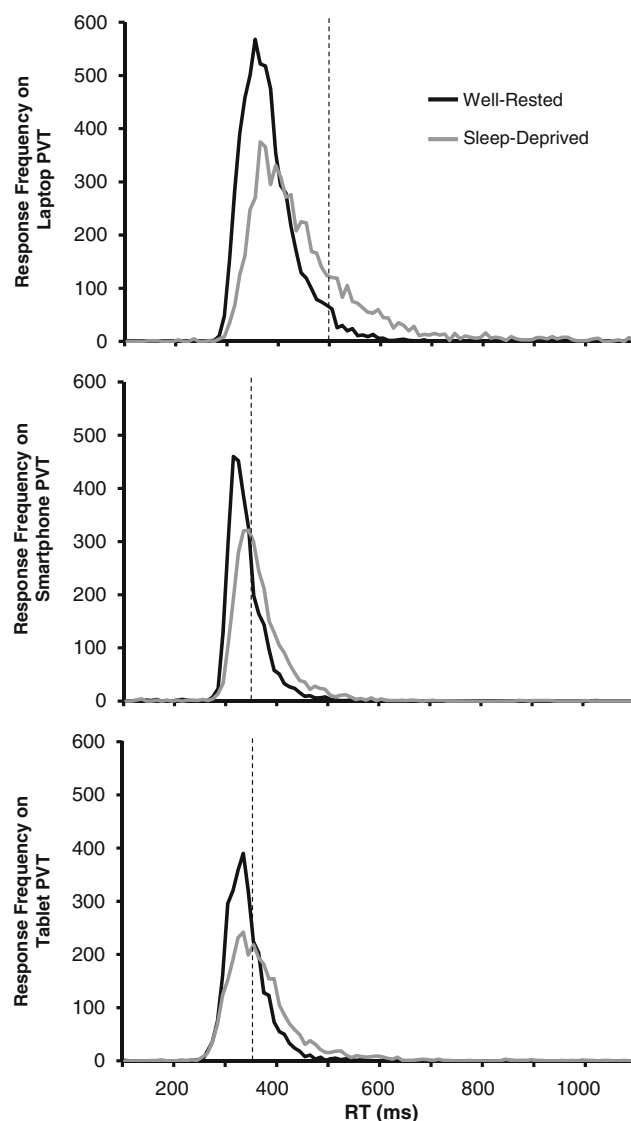 600
500
400
300
200
100
0
Response Frequency on
Laptop PVT
Well-Rested
Sleep-Deprived
600
500
400
300
200
100
0
Response Frequency on
Smartphone PVT
600
500
400
300
200
100
0
Response Frequency on
Tablet PVT
200 400 600 800 1000
RT (ms)